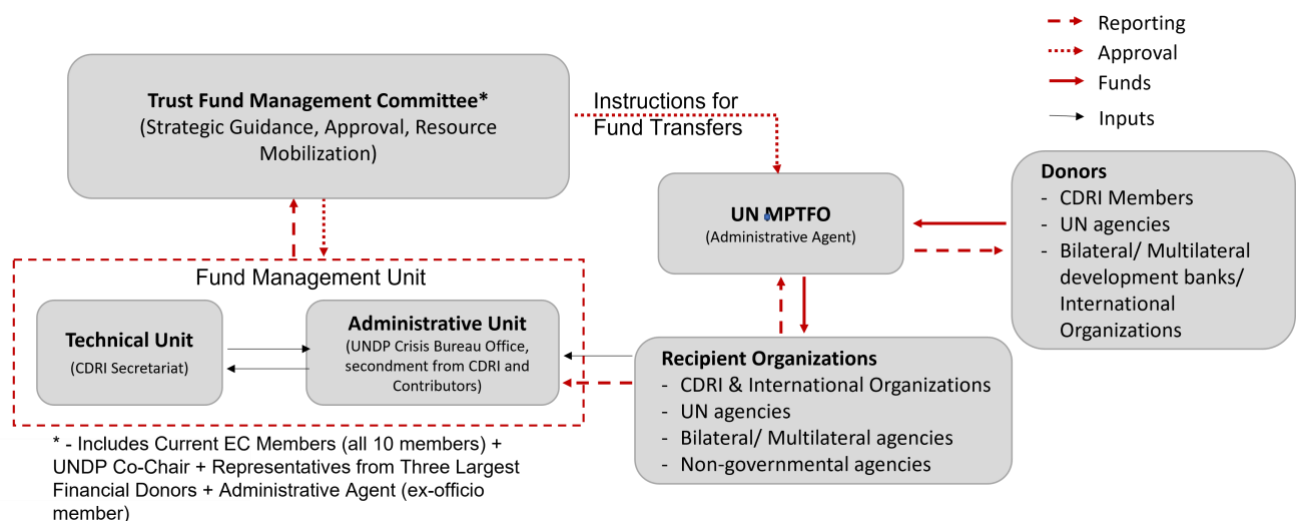 Reporting
Approval
Funds
Inputs
Trust Fund Management Committee*
(Strategic Guidance, Approval, Resource
Mobilization)
Instructions for
Fund Transfers
UN MPTFO
(Administrative Agent)
Donors
- CDRI Members
- UN agencies
- Bilateral/ Multilateral
development banks/
International
Organizations
Fund Management Unit
Technical Unit
(CDRI Secretariat)
Administrative Unit
(UNDP Crisis Bureau Office,
secondment from CDRI and
Contributors)
Recipient Organizations
- CDRI & International Organizations
- UN agencies
- Bilateral/ Multilateral agencies
- Non-governmental agencies
* - Includes Current EC Members (all 10 members) +
UNDP Co-Chair + Representatives from Three Largest
Financial Donors + Administrative Agent (ex-officio
member)